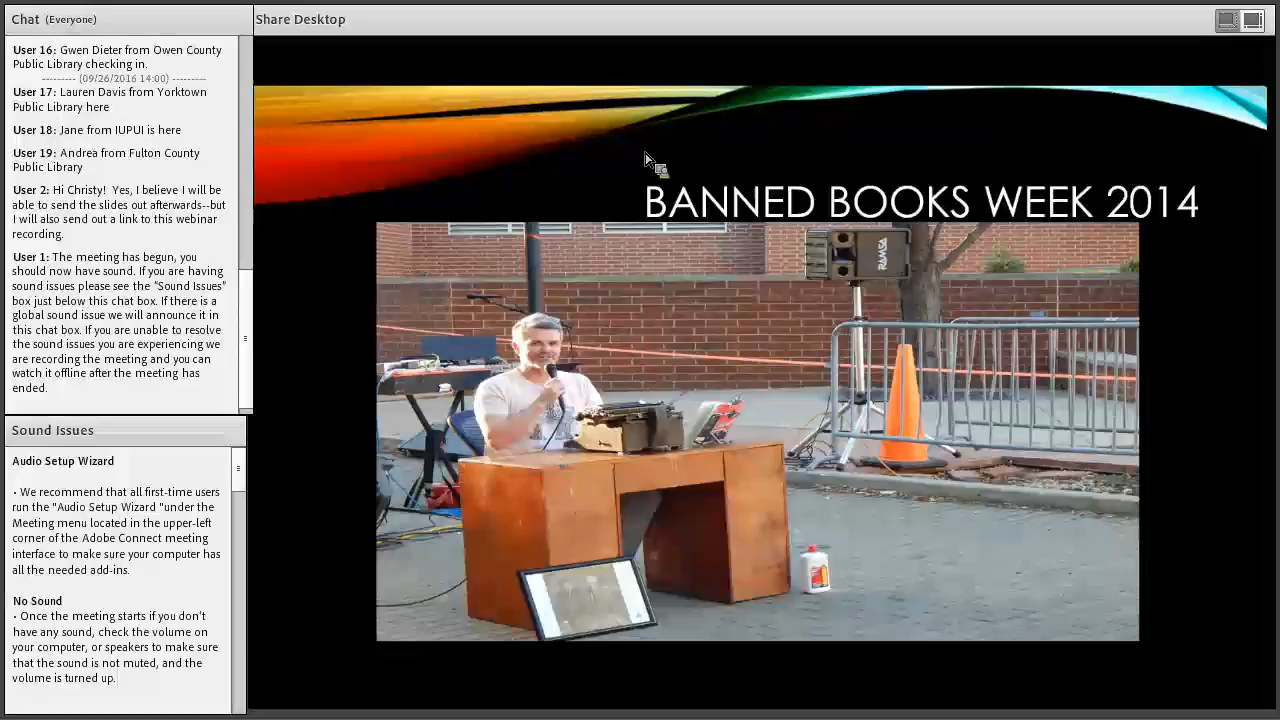 Chat (Everyone)
User 16: Gwen Dieter from Owen County
Public Library checking in.
--------- (09/26/2016 14:00) ---------
User 17: Lauren Davis from Yorktown
Public Library here
User 18: Jane from IUPUI is here
User 19: Andrea from Fulton County
Public Library
User 2: Hi Christy!  Yes, I believe I will be
able to send the slides out afterwards--but
I will also send out a link to this webinar
recording.
User 1: The meeting has begun, you
should now have sound. If you are having
sound issues please see the "Sound Issues"
box just below this chat box. If there is a
global sound issue we will announce it in
this chat box. If you are unable to resolve
the sound issues you are experiencing we
are recording the meeting and you can
watch it offline after the meeting has
ended.
Sound Issues
Audio Setup Wizard
• We recommend that all first-time users
run the "Audio Setup Wizard "under the
Meeting menu located in the upper-left
corner of the Adobe Connect meeting
interface to make sure your computer has
all the needed add-ins.
No Sound
• Once the meeting starts if you don't
have any sound, check the volume on
your computer, or speakers to make sure
that the sound is not muted, and the
volume is turned up.
Share Desktop
BANNED BOOKS WEEK 2014
RAMSA